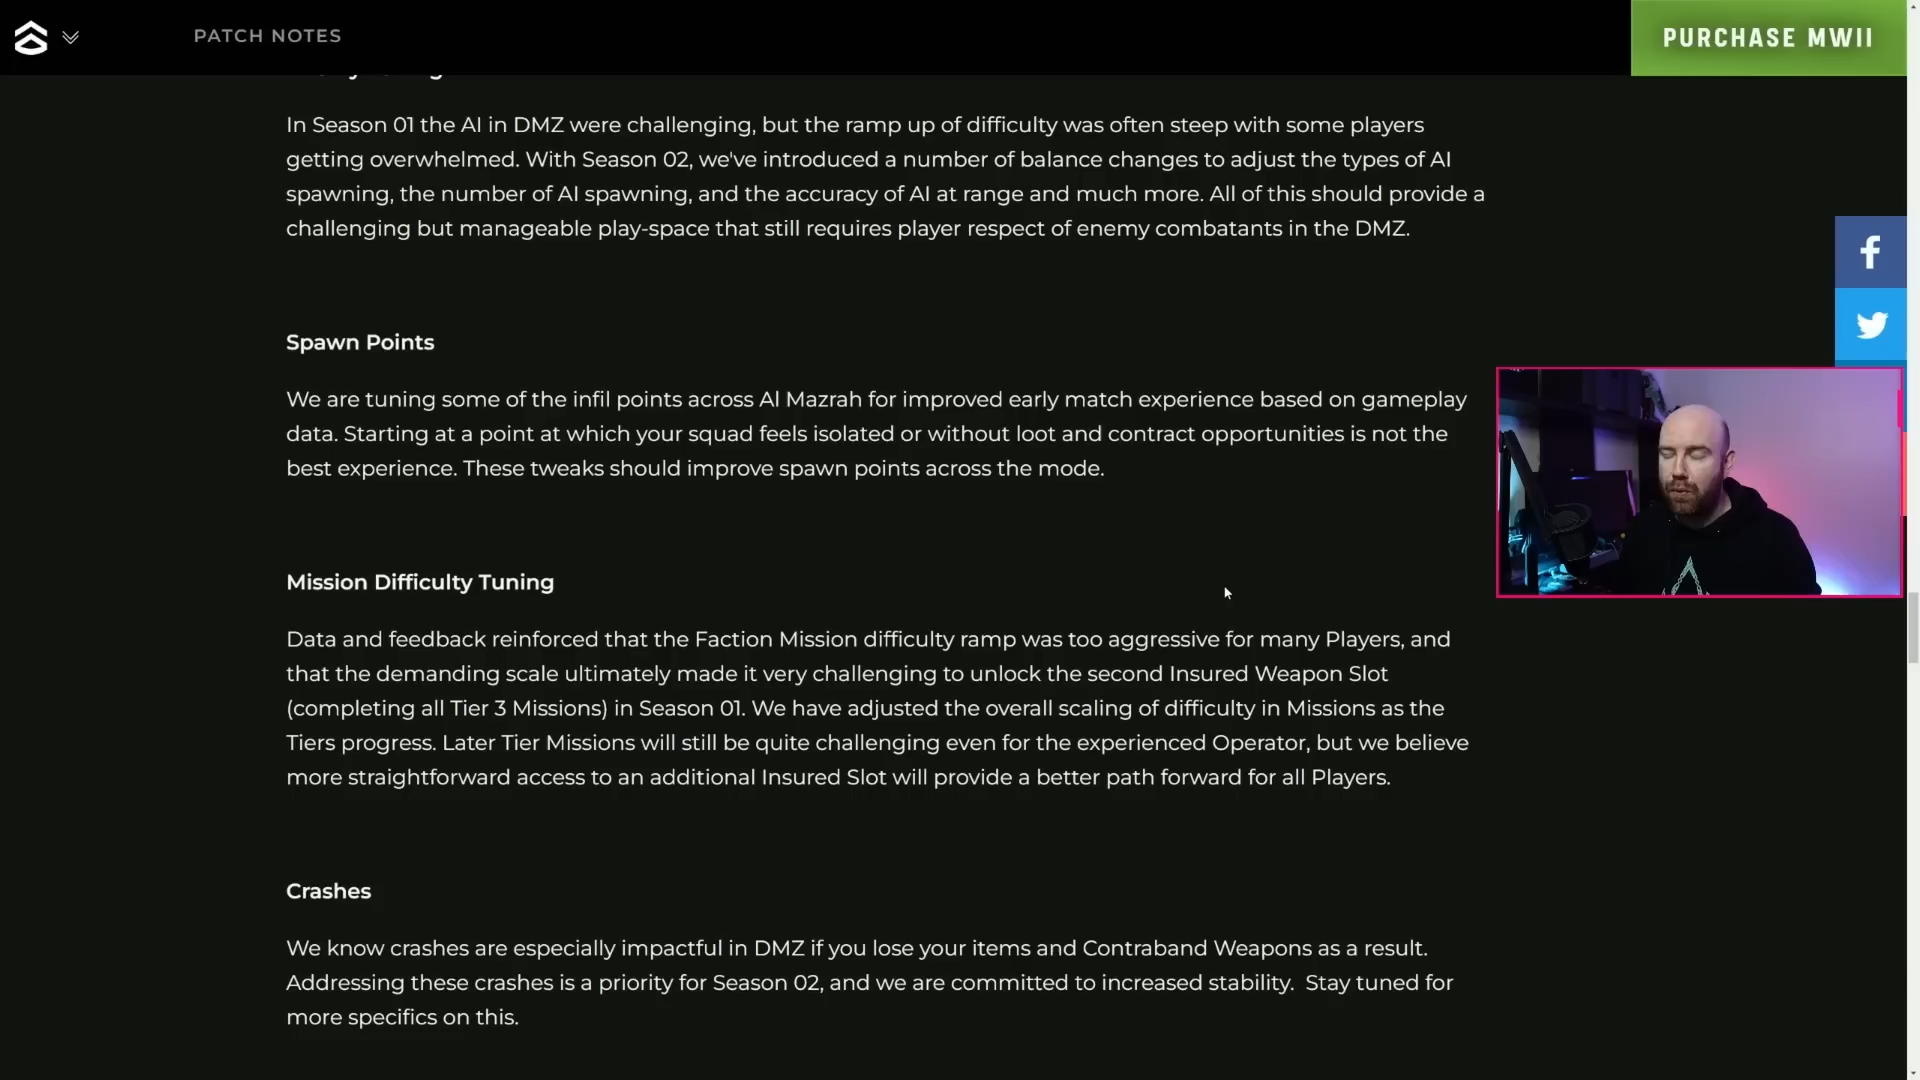 PATCH NOTES
PURCHASE MWII
In Season 01 the AI in DMZ were challenging, but the ramp up of difficulty was often steep with some players
getting overwhelmed. With Season 02, we've introduced a number of balance changes to adjust the types of AI
spawning, the number of AI spawning, and the accuracy of AI at range and much more. All of this should provide a
challenging but manageable play-space that still requires player respect of enemy combatants in the DMZ.
Spawn Points
We are tuning some of the infil points across Al Mazrah for improved early match experience based on gameplay
data. Starting at a point at which your squad feels isolated or without loot and contract opportunities is not the
best experience. These tweaks should improve spawn points across the mode.
Mission Difficulty Tuning
Data and feedback reinforced that the Faction Mission difficulty ramp was too aggressive for many Players, and
that the demanding scale ultimately made it very challenging to unlock the second Insured Weapon Slot
(completing all Tier 3 Missions) in Season 01. We have adjusted the overall scaling of difficulty in Missions as the
Tiers progress. Later Tier Missions will still be quite challenging even for the experienced Operator, but we believe
more straightforward access to an additional Insured Slot will provide a better path forward for all Players.
Crashes
We know crashes are especially impactful in DMZ if you lose your items and Contraband Weapons as a result.
Addressing these crashes is a priority for Season 02, and we are committed to increased stability.  Stay tuned for
more specifics on this.